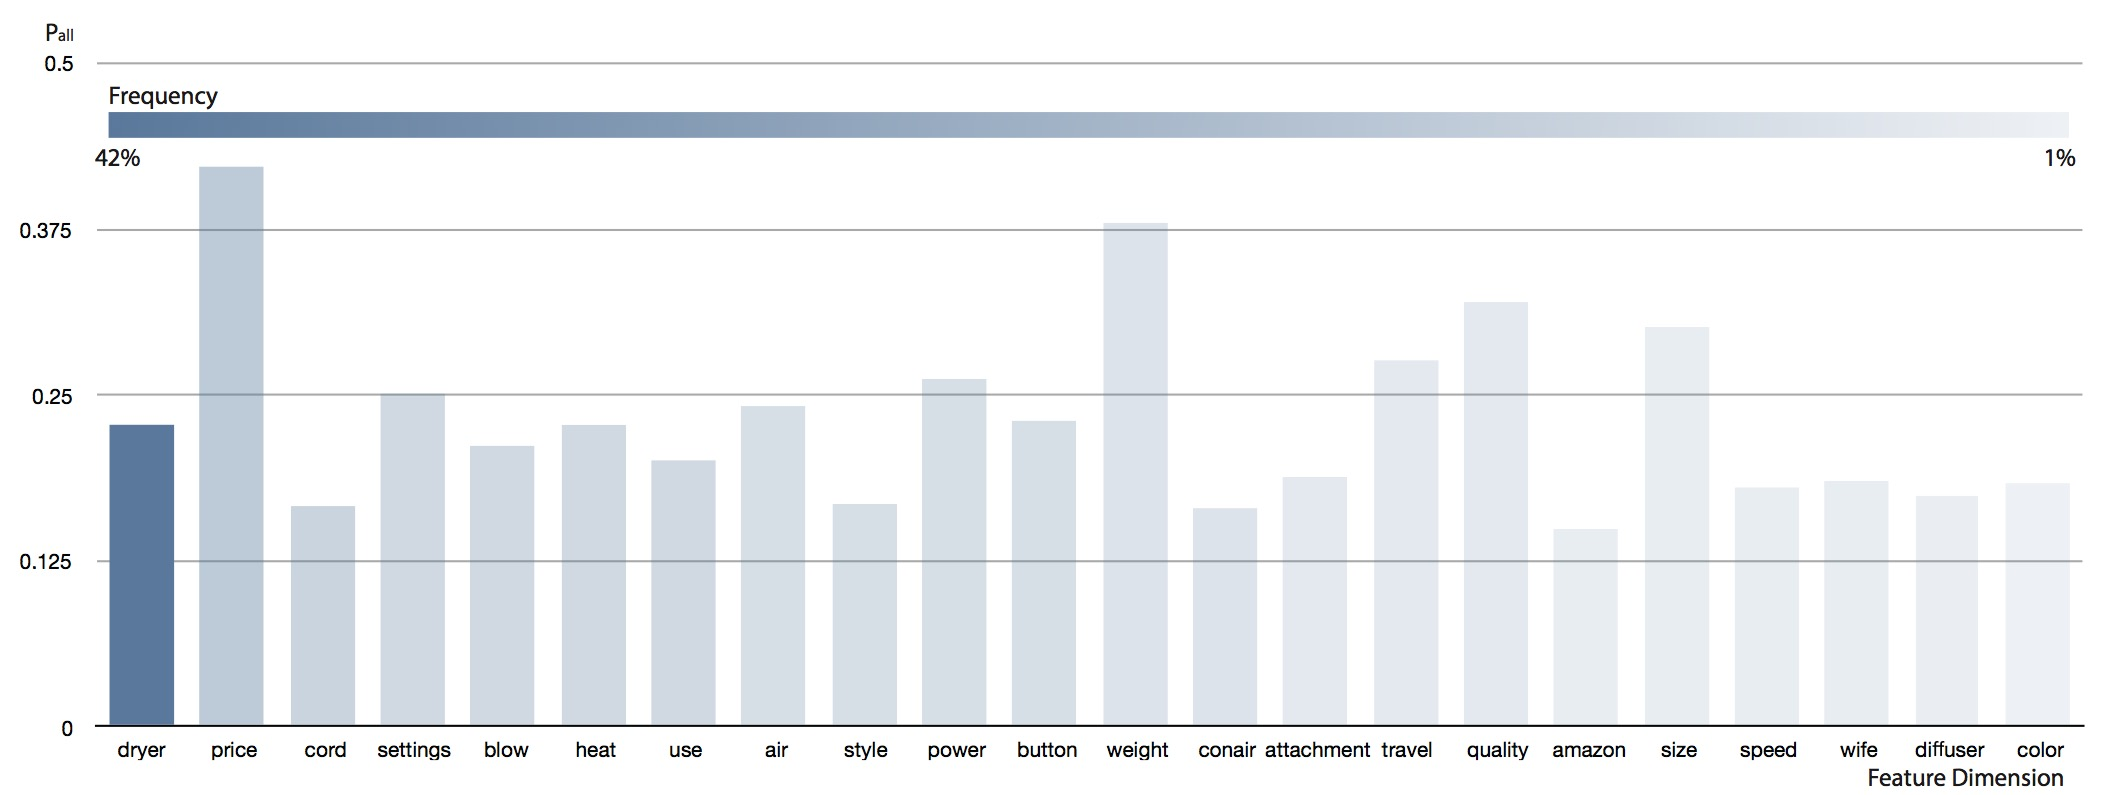 Pall
0.5
Frequency
42% 1%
0.375
0.25
0.125
0
dryer price cord settings blow heat use air style power button weight conair attachment travel quality amazon size speed wife diffuser color
Feature Dimension